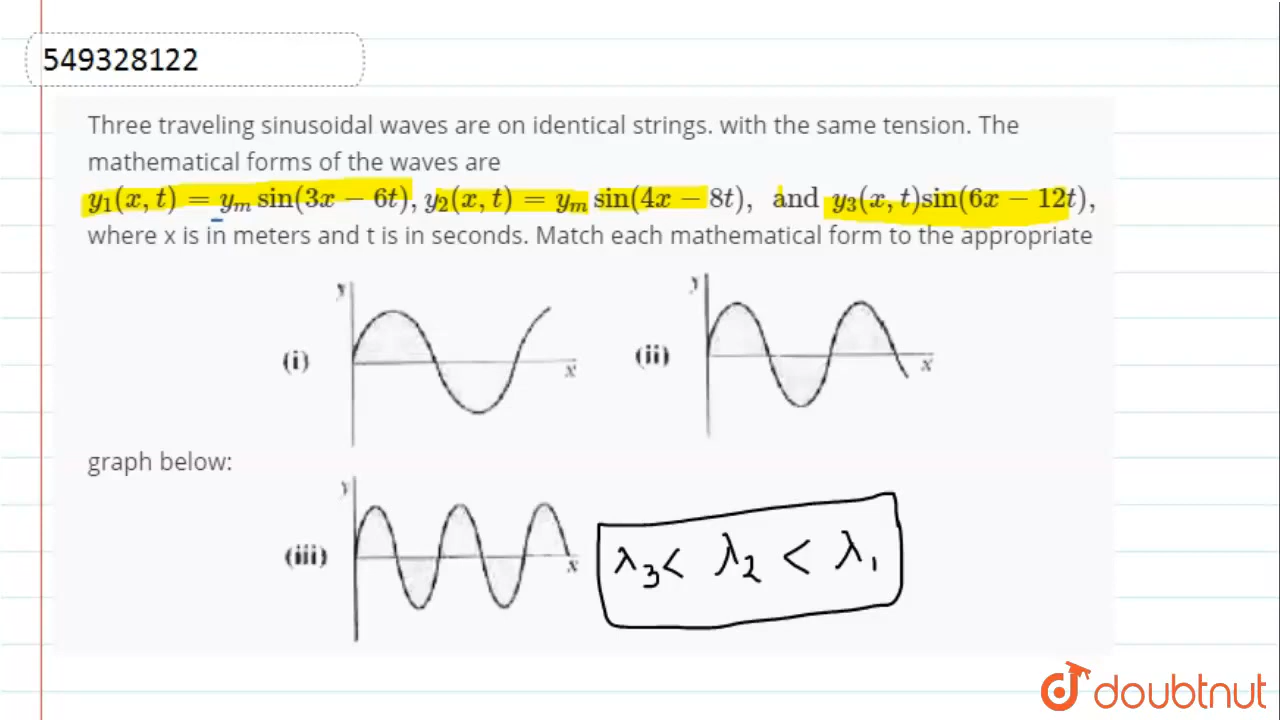 549328122
Three traveling sinusoidal waves are on identical strings. with the same tension. The
mathematical forms of the waves are
y₁(x, t) = yₘ sin(3x − 6t), y₂(x, t) = yₘ sin(4x − 8t), and y₃(x, t)sin(6x − 12t),
where x is in meters and t is in seconds. Match each mathematical form to the appropriate
y
y
(i)
x
(ii)
x
graph below:
y
(iii)
x
λ₃ < λ₂ < λ₁
doubtnut